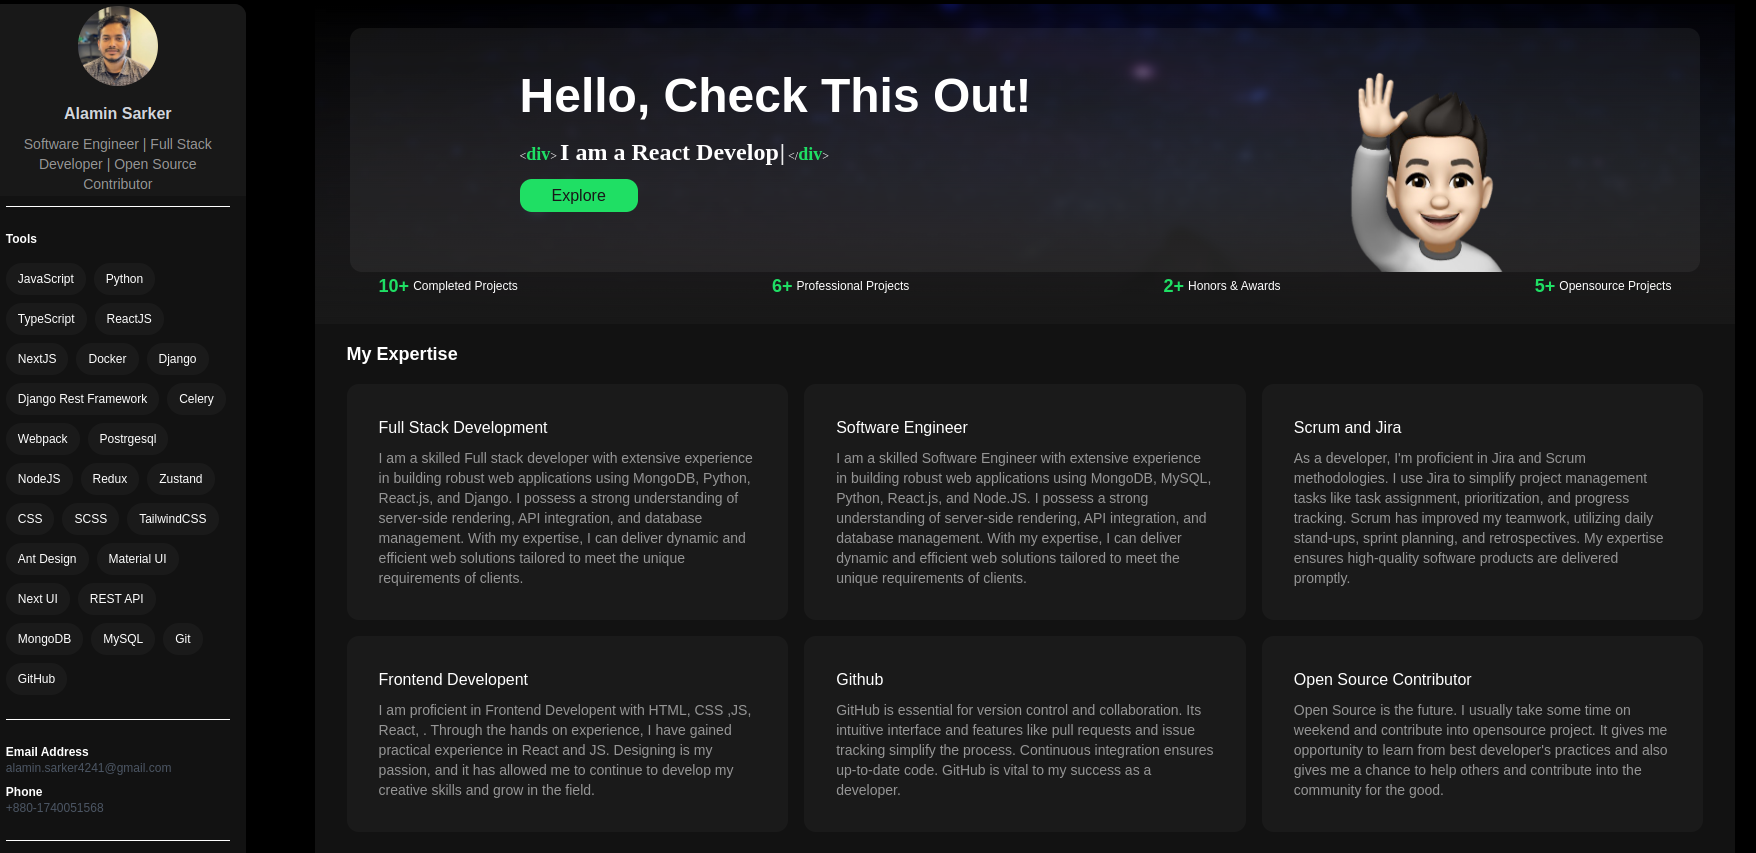 Alamin Sarker
Software Engineer | Full Stack
Developer | Open Source
Contributor
Tools
JavaScript Python
TypeScript ReactJS
NextJS Docker Django
Django Rest Framework Celery
Webpack Postrgesql
NodeJS Redux Zustand
CSS SCSS TailwindCSS
Ant Design Material UI
Next UI REST API
MongoDB MySQL Git
GitHub
Email Address
alamin.sarker4241@gmail.com
Phone
+880-1740051568
Hello, Check This Out!
<div> I am a React Develop| </div>
Explore
10+ Completed Projects
6+ Professional Projects
2+ Honors & Awards
5+ Opensource Projects
My Expertise
Full Stack Development
I am a skilled Full stack developer with extensive experience
in building robust web applications using MongoDB, Python,
React.js, and Django. I possess a strong understanding of
server-side rendering, API integration, and database
management. With my expertise, I can deliver dynamic and
efficient web solutions tailored to meet the unique
requirements of clients.
Software Engineer
I am a skilled Software Engineer with extensive experience
in building robust web applications using MongoDB, MySQL,
Python, React.js, and Node.JS. I possess a strong
understanding of server-side rendering, API integration, and
database management. With my expertise, I can deliver
dynamic and efficient web solutions tailored to meet the
unique requirements of clients.
Scrum and Jira
As a developer, I'm proficient in Jira and Scrum
methodologies. I use Jira to simplify project management
tasks like task assignment, prioritization, and progress
tracking. Scrum has improved my teamwork, utilizing daily
stand-ups, sprint planning, and retrospectives. My expertise
ensures high-quality software products are delivered
promptly.
Frontend Developent
I am proficient in Frontend Developent with HTML, CSS ,JS,
React, . Through the hands on experience, I have gained
practical experience in React and JS. Designing is my
passion, and it has allowed me to continue to develop my
creative skills and grow in the field.
Github
GitHub is essential for version control and collaboration. Its
intuitive interface and features like pull requests and issue
tracking simplify the process. Continuous integration ensures
up-to-date code. GitHub is vital to my success as a
developer.
Open Source Contributor
Open Source is the future. I usually take some time on
weekend and contribute into opensource project. It gives me
opportunity to learn from best developer's practices and also
gives me a chance to help others and contribute into the
community for the good.